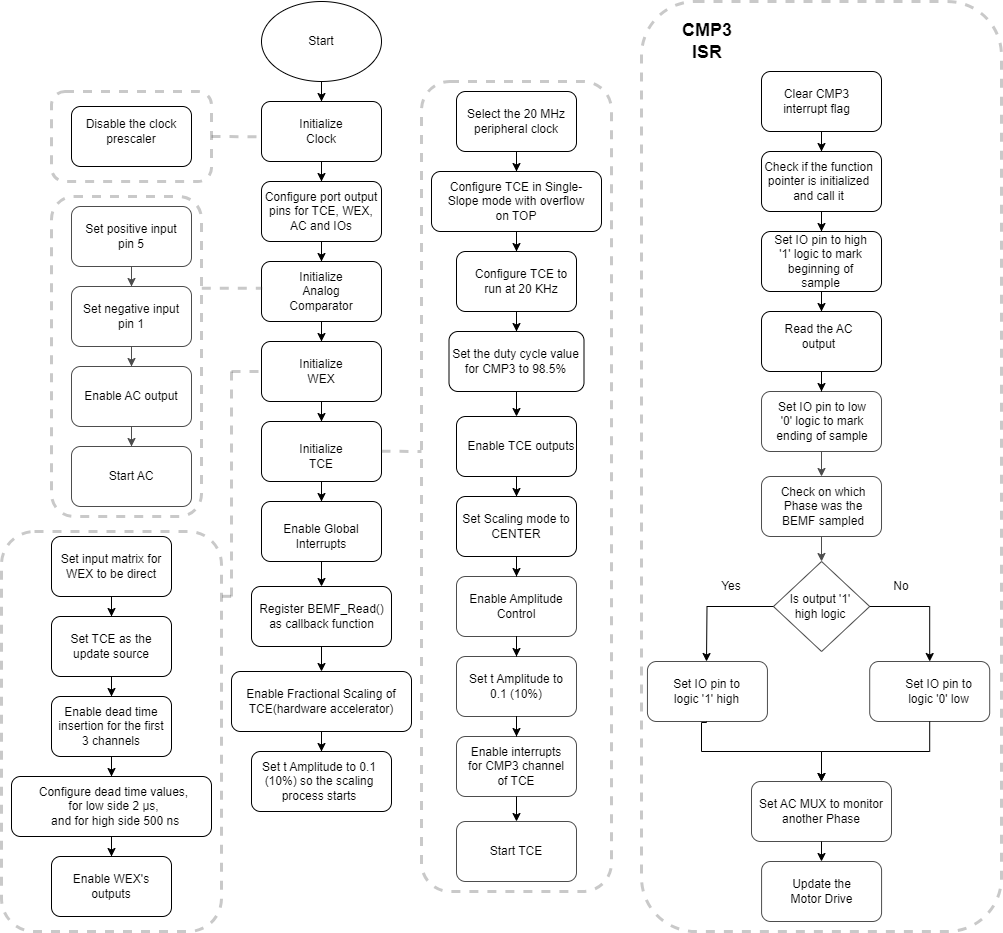 Start
Initialize
Clock
Configure port output
pins for TCE, WEX,
AC and IOs
Initialize
Analog
Comparator
Initialize
WEX
Initialize
TCE
Enable Global
Interrupts
Register BEMF_Read()
as callback function
Enable Fractional Scaling of
TCE(hardware accelerator)
Set t Amplitude to 0.1
(10%) so the scaling
process starts
Disable the clock
prescaler
Set positive input
pin 5
Set negative input
pin 1
Enable AC output
Start AC
Set input matrix for
WEX to be direct
Set TCE as the
update source
Enable dead time
insertion for the first
3 channels
Configure dead time values,
for low side 2 μs,
and for high side 500 ns
Enable WEX's
outputs
Select the 20 MHz
peripheral clock
Configure TCE in Single-
Slope mode with overflow
on TOP
Configure TCE to
run at 20 KHz
Set the duty cycle value
for CMP3 to 98.5%
Enable TCE outputs
Set Scaling mode to
CENTER
Enable Amplitude
Control
Set t Amplitude to
0.1 (10%)
Enable interrupts
for CMP3 channel
of TCE
Start TCE
CMP3
ISR
Clear CMP3
interrupt flag
Check if the function
pointer is initialized
and call it
Set IO pin to high
'1' logic to mark
beginning of
sample
Read the AC
output
Set IO pin to low
'0' logic to mark
ending of sample
Check on which
Phase was the
BEMF sampled
Is output '1'
high logic
Yes
No
Set IO pin to
logic '1' high
Set IO pin to
logic '0' low
Set AC MUX to monitor
another Phase
Update the
Motor Drive